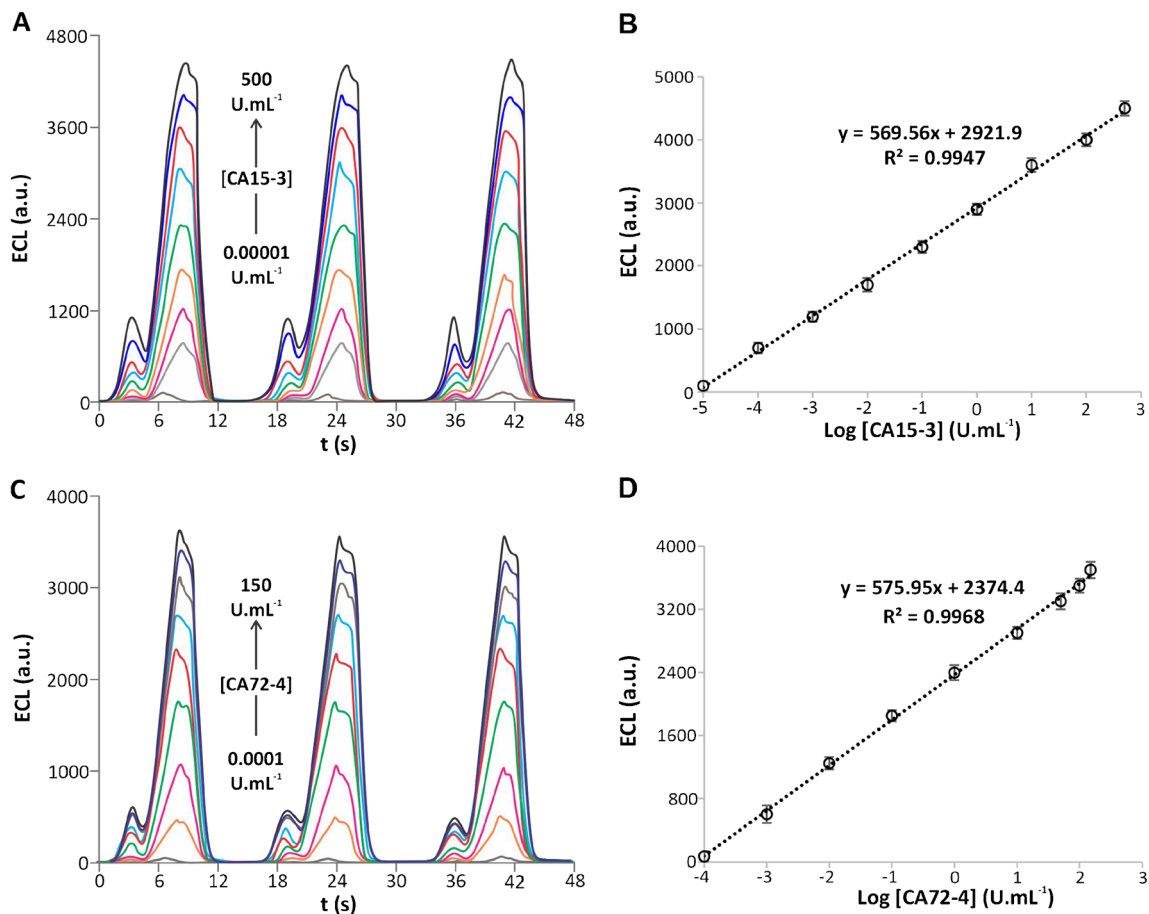 A
ECL (a.u.)
4800
3600
2400
1200
0
0 6 12 18 24 30 36 42 48
t (s)
500
U.mL⁻¹
[CA15-3]
0.00001
U.mL⁻¹
B
ECL (a.u.)
5000
4000
3000
2000
1000
0
-5 -4 -3 -2 -1 0 1 2 3
Log [CA15-3] (U.mL⁻¹)
y = 569.56x + 2921.9
R² = 0.9947
C
ECL (a.u.)
4000
3000
2000
1000
0
0 6 12 18 24 30 36 42 48
t (s)
150
U.mL⁻¹
[CA72-4]
0.0001
U.mL⁻¹
D
ECL (a.u.)
4000
3200
2400
1600
800
0
-4 -3 -2 -1 0 1 2 3
Log [CA72-4] (U.mL⁻¹)
y = 575.95x + 2374.4
R² = 0.9968